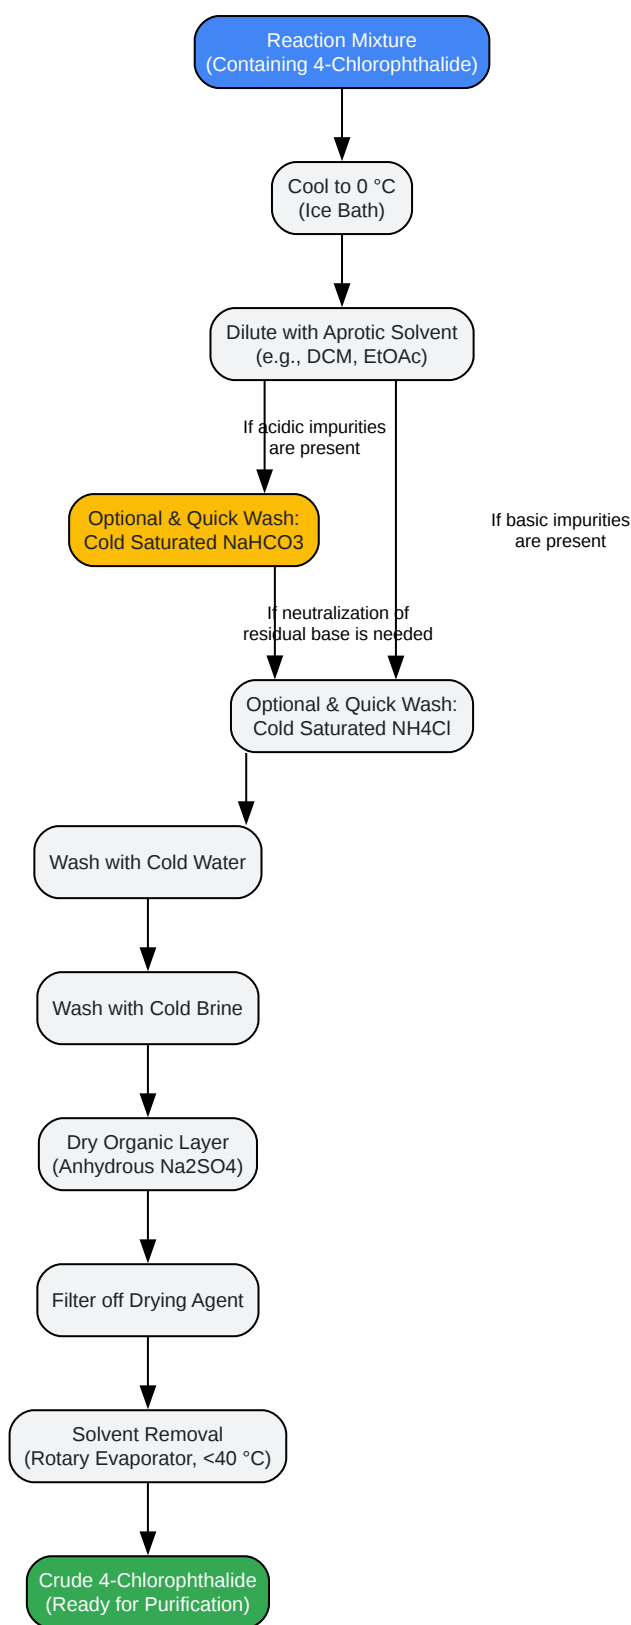 Reaction Mixture
(Containing 4-Chlorophthalide)
Cool to 0 °C
(Ice Bath)
Dilute with Aprotic Solvent
(e.g., DCM, EtOAc)
If acidic impurities
are present
Optional & Quick Wash:
Cold Saturated NaHCO3
If basic impurities
are present
If neutralization of
residual base is needed
Optional & Quick Wash:
Cold Saturated NH4Cl
Wash with Cold Water
Wash with Cold Brine
Dry Organic Layer
(Anhydrous Na2SO4)
Filter off Drying Agent
Solvent Removal
(Rotary Evaporator, <40 °C)
Crude 4-Chlorophthalide
(Ready for Purification)